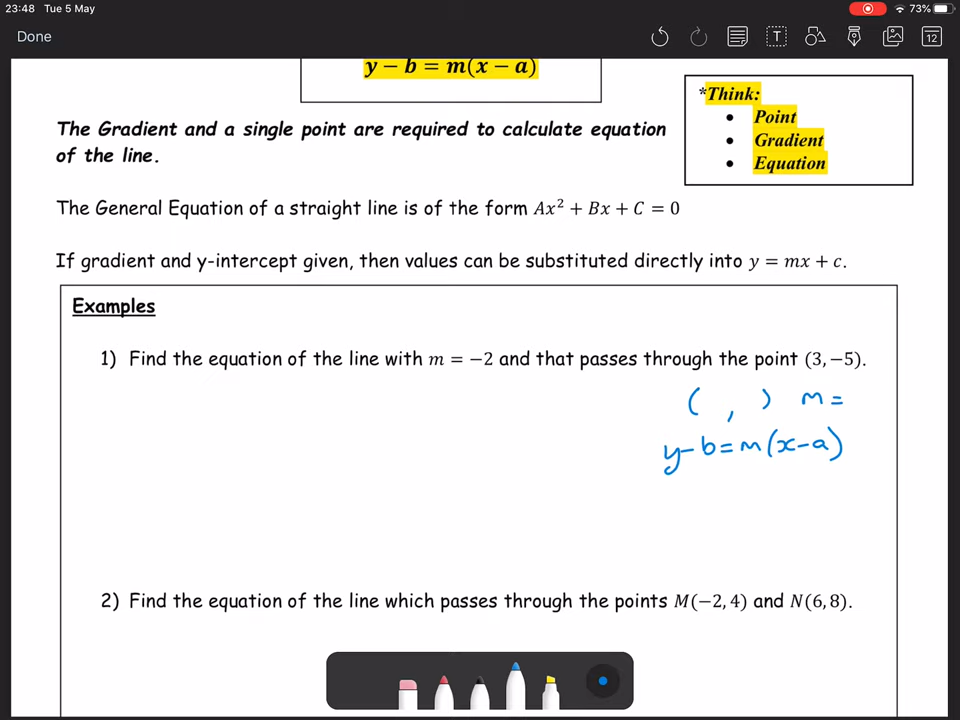 23:48 Tue 5 May
73%
Done
T
12
y − b = m(x − a)
*Think:
• Point
• Gradient
• Equation
The Gradient and a single point are required to calculate equation
of the line.
The General Equation of a straight line is of the form Ax² + Bx + C = 0
If gradient and y-intercept given, then values can be substituted directly into y = mx + c.
Examples
1) Find the equation of the line with m = −2 and that passes through the point (3, −5).
( , ) m =
y-b=m(x-a)
2) Find the equation of the line which passes through the points M(−2, 4) and N(6, 8).